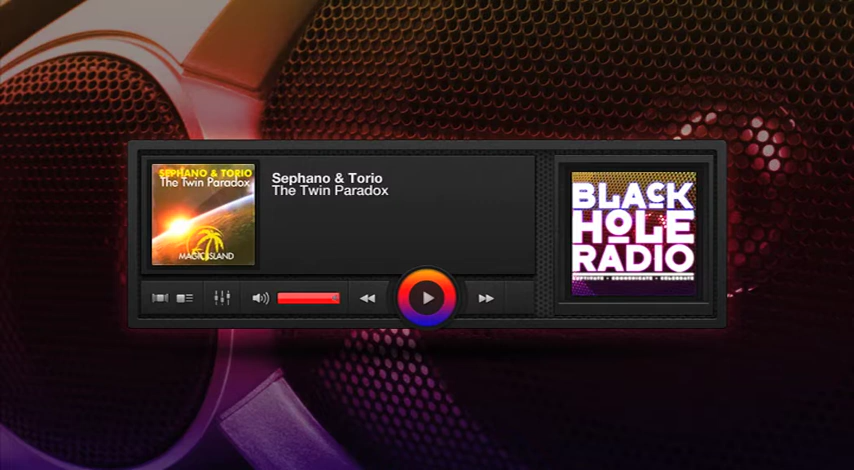 SEPHANO & TORIO
The Twin Paradox
MAGIC ISLAND
Sephano & Torio
The Twin Paradox
BLACK
HOLE
RADIO